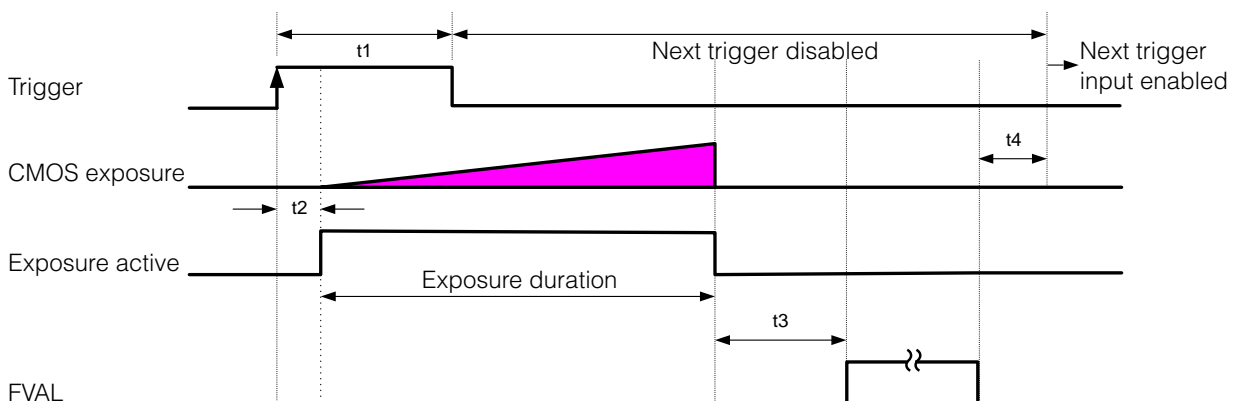 t1
Next trigger disabled
Next trigger
input enabled
Trigger
t4
CMOS exposure
t2
Exposure active
Exposure duration
t3
FVAL